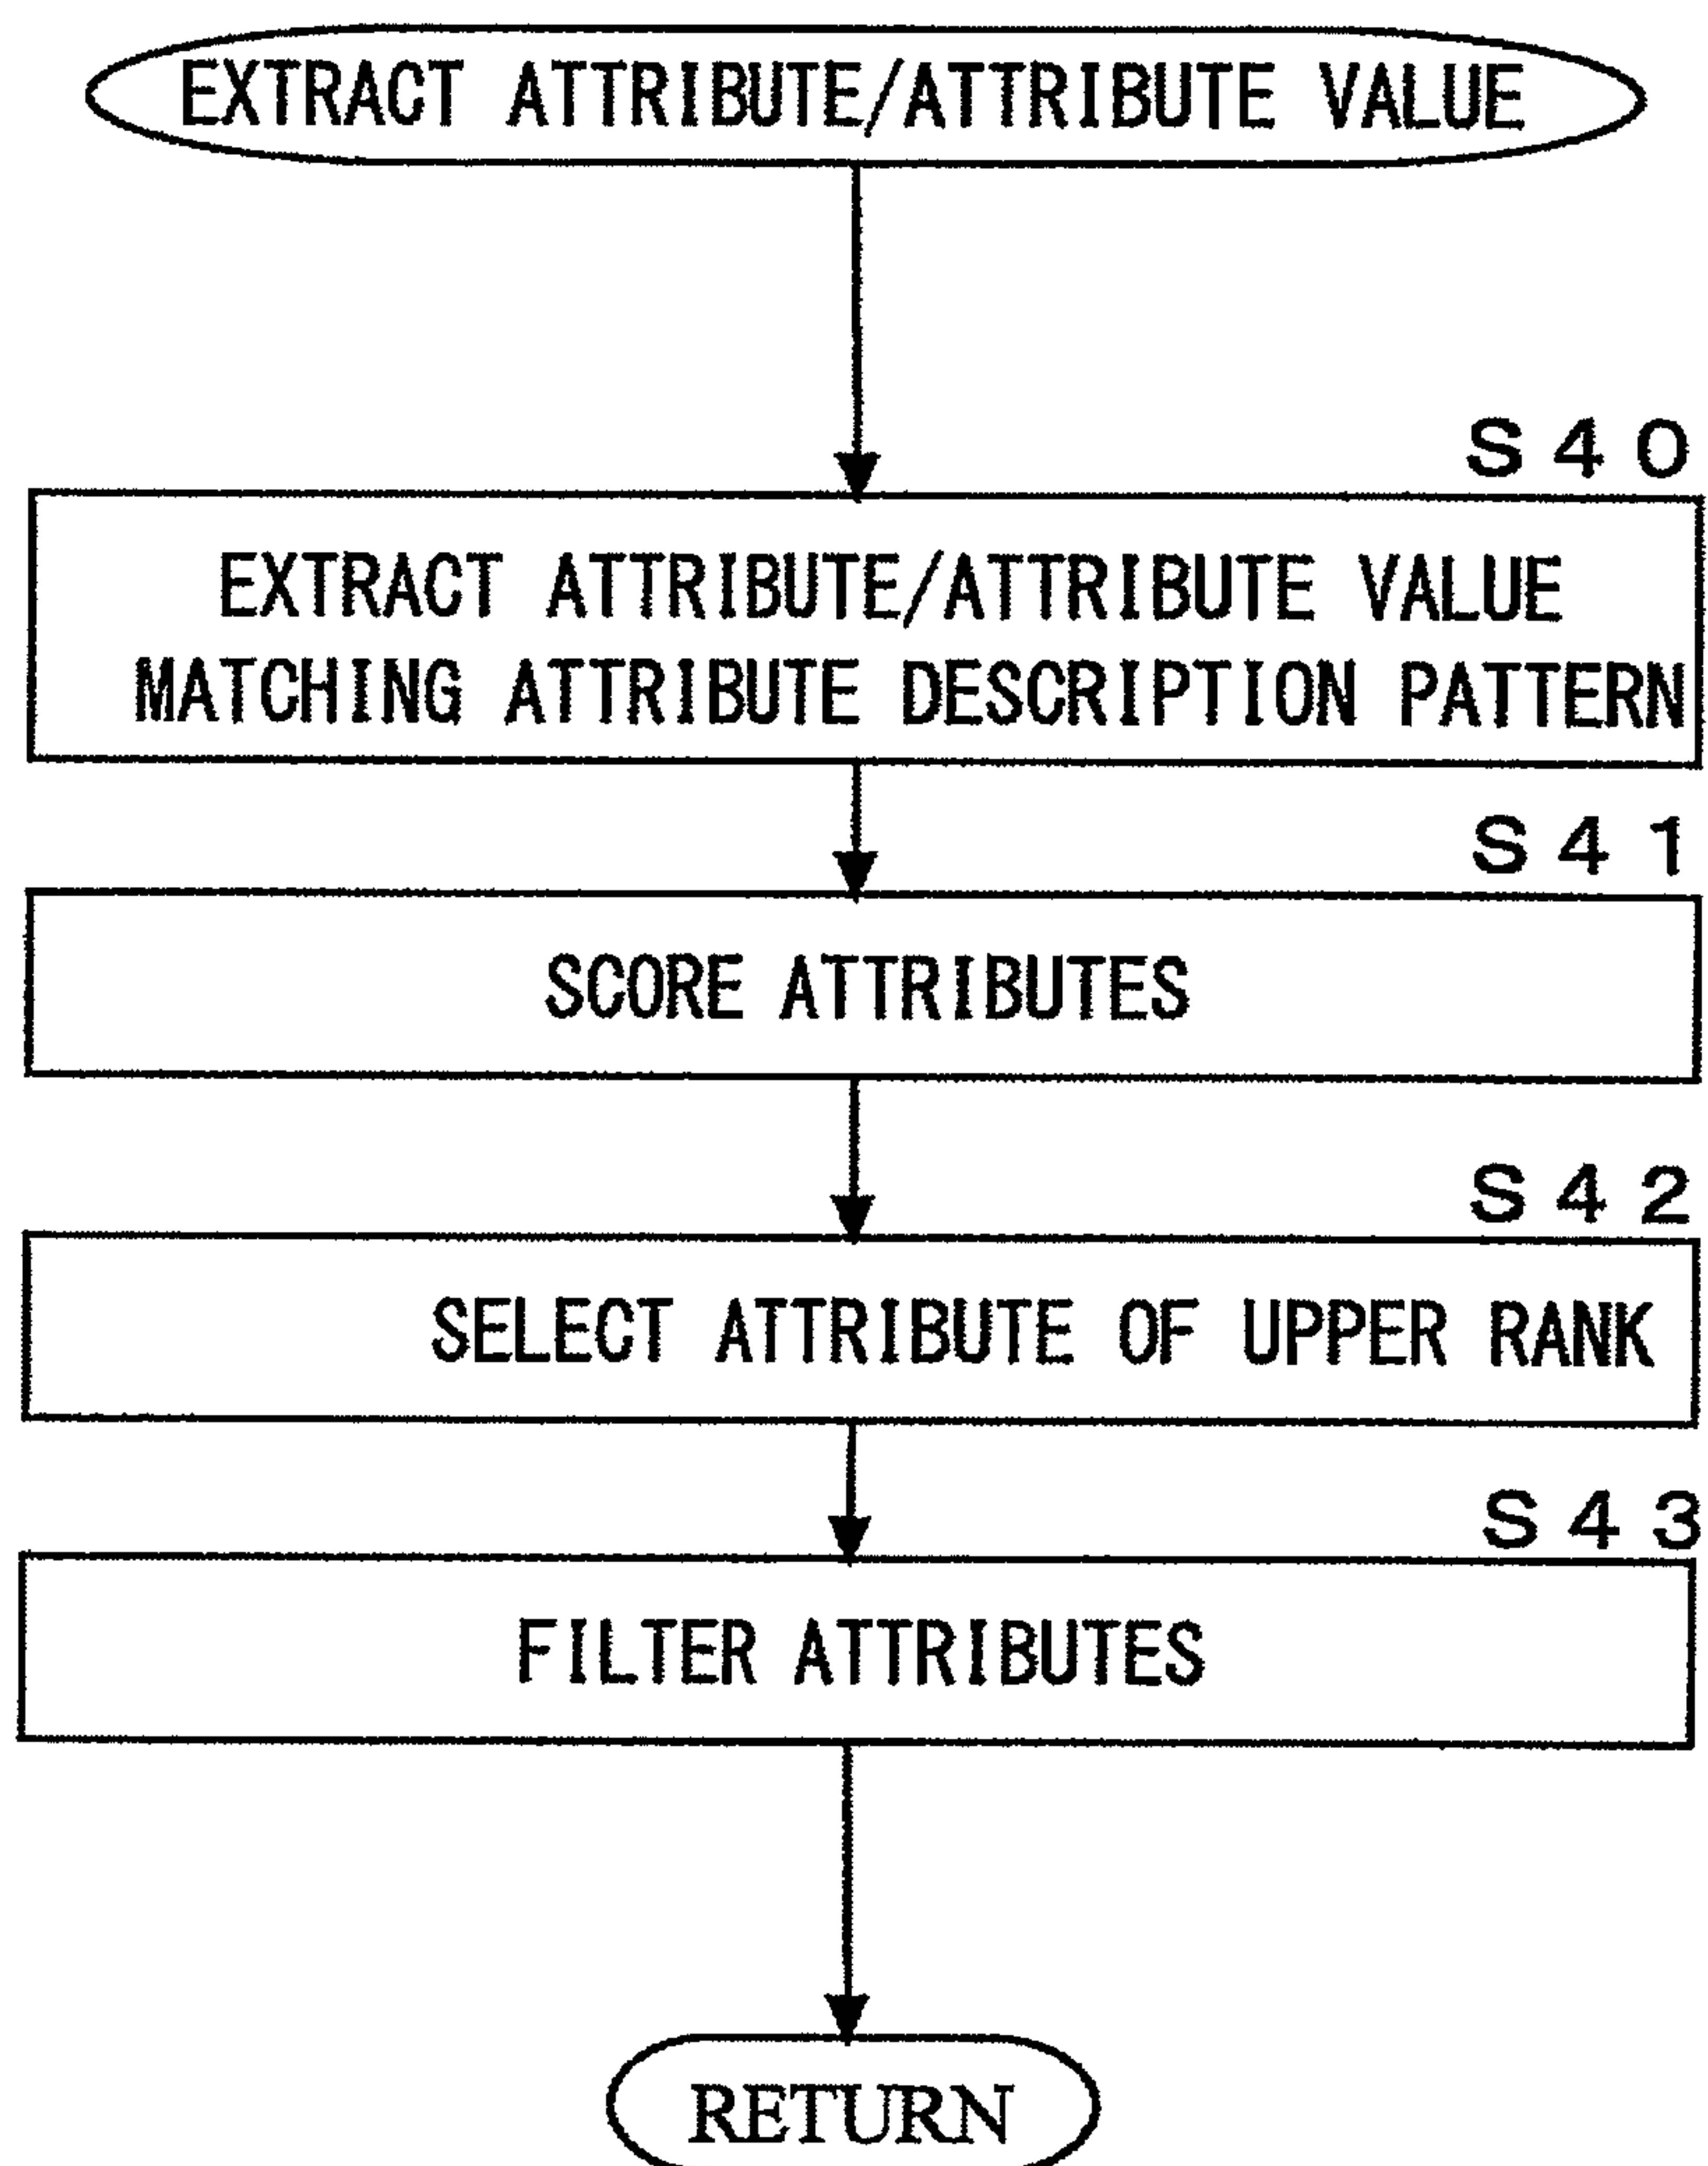 EXTRACT ATTRIBUTE/ATTRIBUTE VALUE
S40
EXTRACT ATTRIBUTE/ATTRIBUTE VALUE
MATCHING ATTRIBUTE DESCRIPTION PATTERN
S41
SCORE ATTRIBUTES
S42
SELECT ATTRIBUTE OF UPPER RANK
S43
FILTER ATTRIBUTES
RETURN